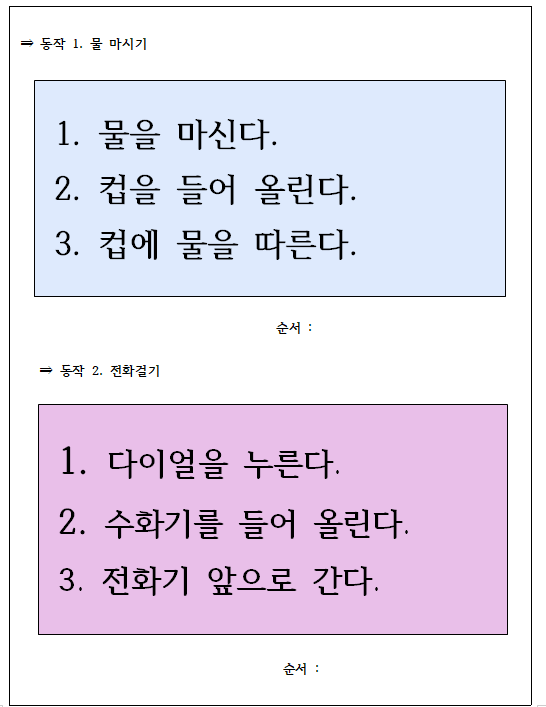 ⇒ 동작 1. 물 마시기
1. 물을 마신다.
2. 컵을 들어 올린다.
3. 컵에 물을 따른다.
순서 :
⇒ 동작 2. 전화걸기
1. 다이얼을 누른다.
2. 수화기를 들어 올린다.
3. 전화기 앞으로 간다.
순서 :